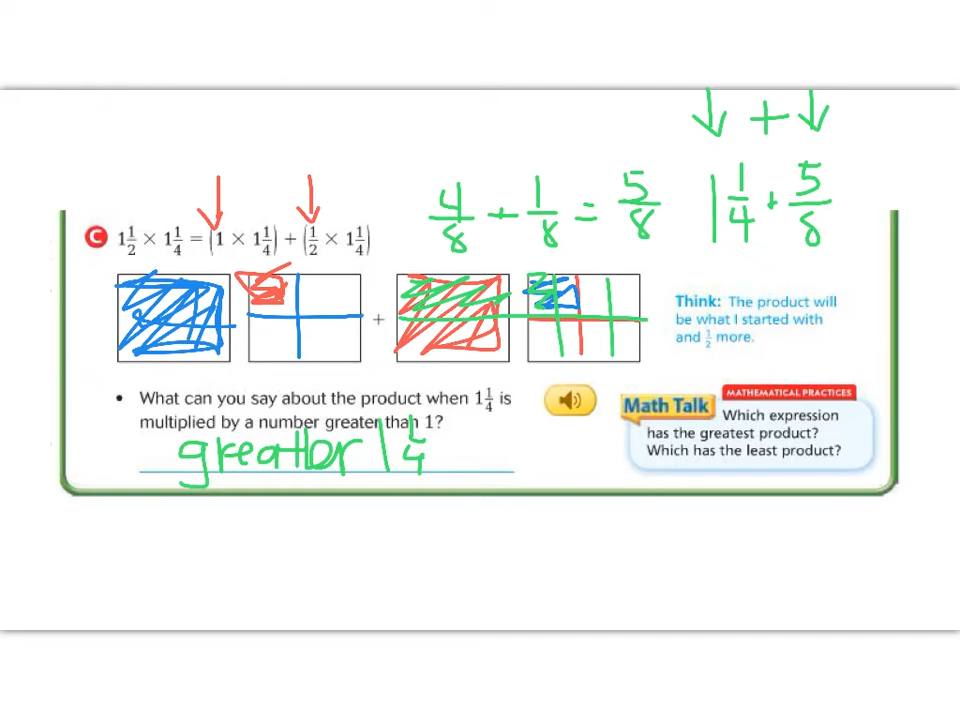 ↓ + ↓
4/8 + 1/8 = 5/8 1 1/4 + 5/8
C 1 1/2 × 1 1/4 = (1 × 1 1/4) + (1/2 × 1 1/4)
+
Think: The product will
be what I started with
and 1/2 more.
• What can you say about the product when 1 1/4 is
multiplied by a number greater than 1?
greater 1 1/4
MATHEMATICAL PRACTICES
Math Talk Which expression
has the greatest product?
Which has the least product?